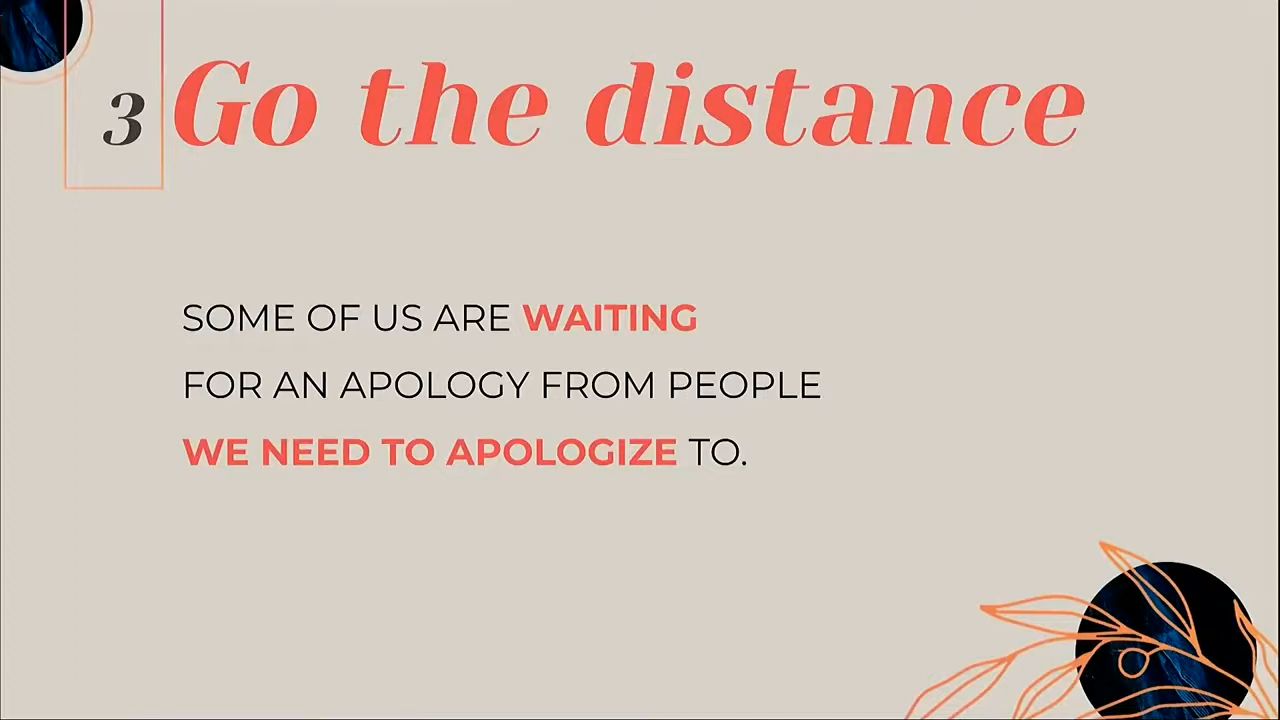 3 Go the distance
SOME OF US ARE WAITING
FOR AN APOLOGY FROM PEOPLE
WE NEED TO APOLOGIZE TO.